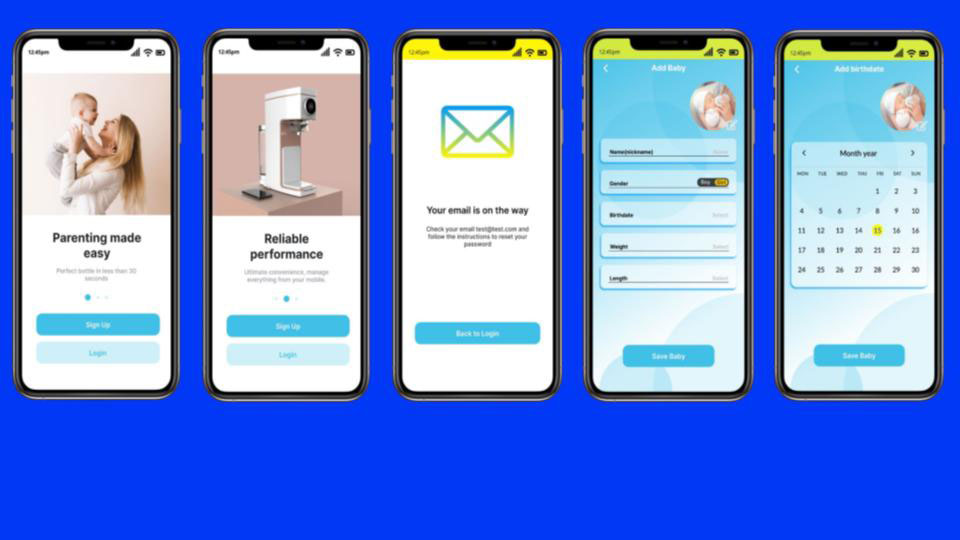 12:45pm
Parenting made
easy
Perfect bottle in less than 30
seconds
Sign Up
Login
12:45pm
Reliable
performance
Ultimate convenience, manage
everything from your mobile.
Sign Up
Login
12:45pm
Your email is on the way
Check your email test@test.com and
follow the instructions to reset your
password
Back to Login
12:45pm
Add Baby
Name(nickname) Name
Gender Boy Girl
Birthdate Select
Weight Select
Length Select
Save Baby
12:45pm
Add birthdate
Month year
MON TUE WED THU FRI SAT SUN
1 2 3
4 5 6 7 8 9 10
11 12 13 14 15 16 16
17 18 19 20 21 22 23
24 25 26 27 28 29 30
Save Baby